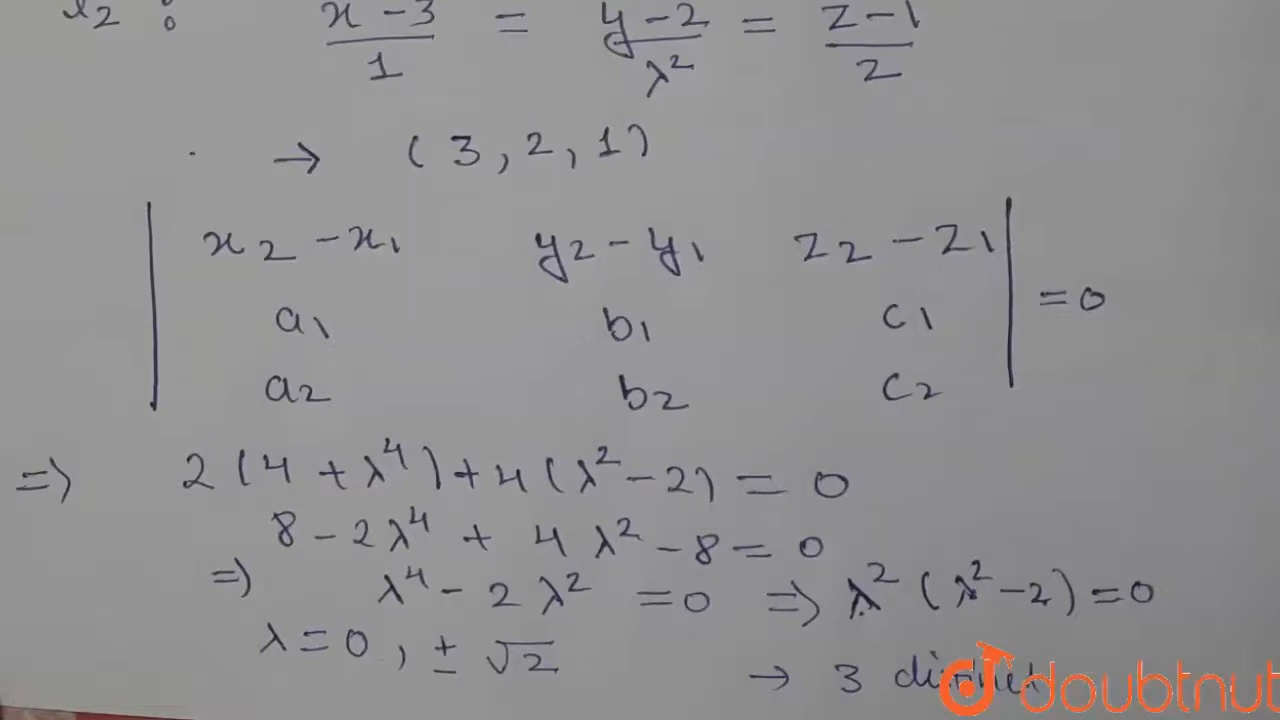 L₂ : (x - 3)/1 = (y - 2)/λ² = (z - 1)/2
→ (3, 2, 1)
| x₂ - x₁ y₂ - y₁ z₂ - z₁ |
| a₁ b₁ c₁ | = 0
| a₂ b₂ c₂ |
=> 2(4 + λ⁴) + 4(λ² - 2) = 0
8 - 2λ⁴ + 4λ² - 8 = 0
=> λ⁴ - 2λ² = 0 => λ²(λ² - 2) = 0
λ = 0, ± √2
→ 3 distinct
doubtnut